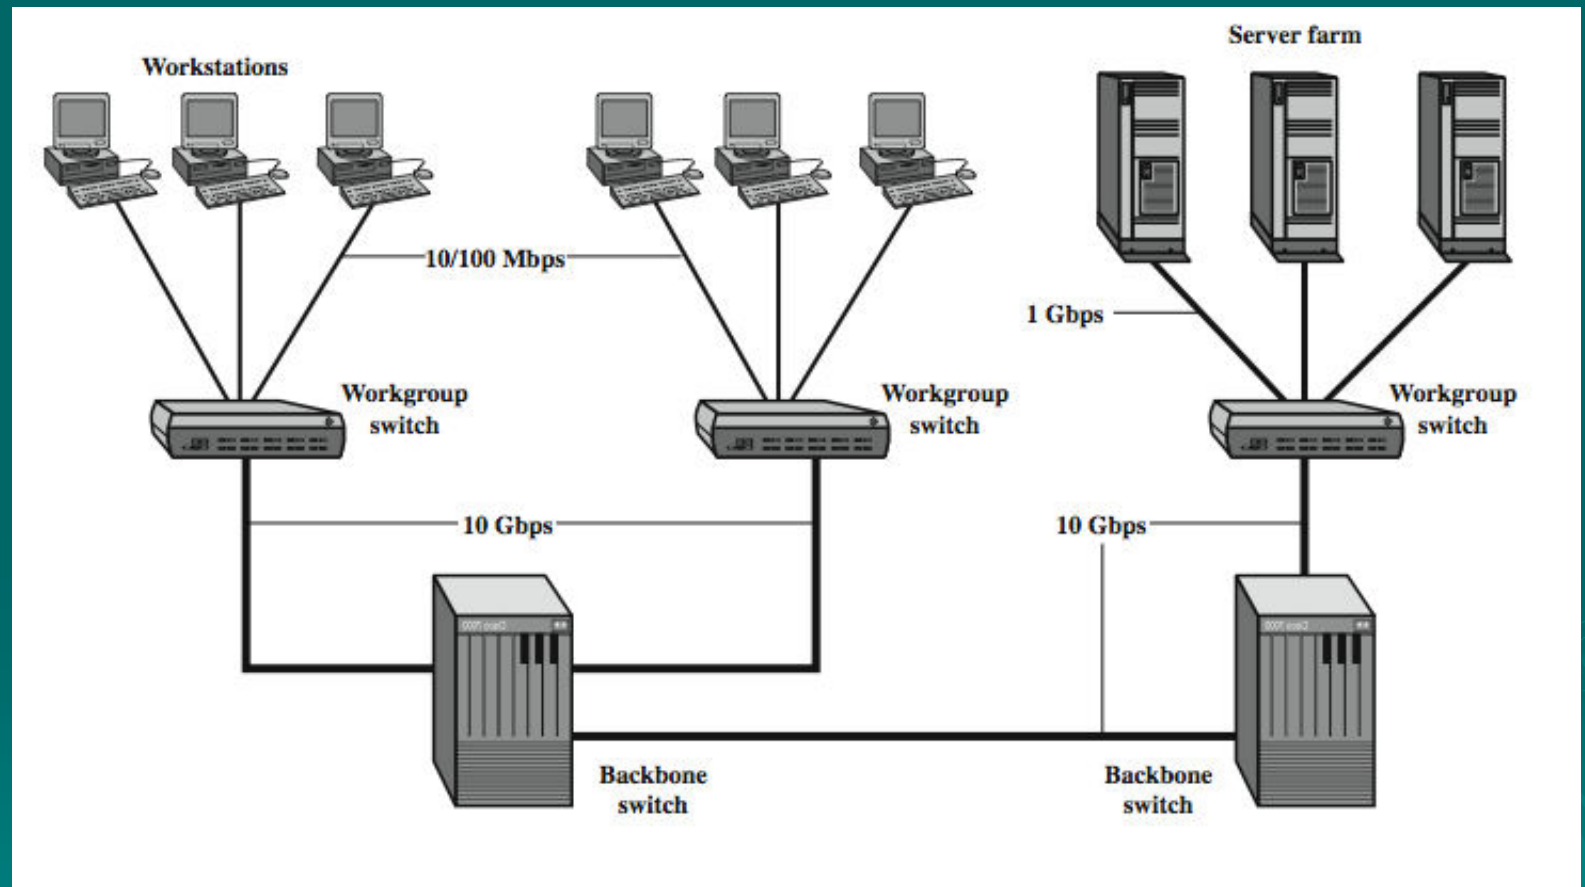 Workstations
Server farm
10/100 Mbps
1 Gbps
Workgroup
switch
Workgroup
switch
Workgroup
switch
10 Gbps
10 Gbps
Backbone
switch
Backbone
switch